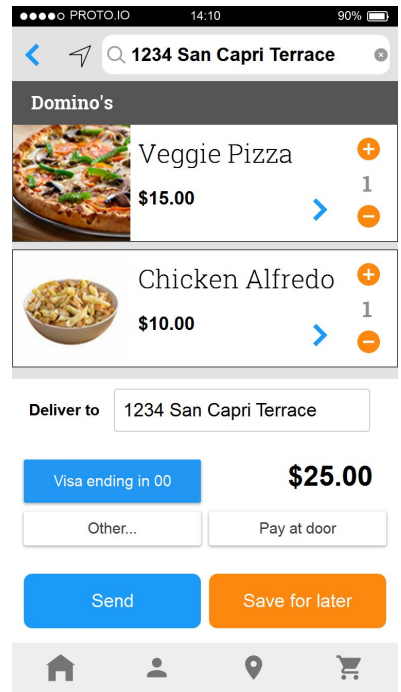 PROTO.IO 14:10 90%
1234 San Capri Terrace
Domino's
Veggie Pizza
$15.00
1
Chicken Alfredo
$10.00
1
Deliver to 1234 San Capri Terrace
Visa ending in 00 $25.00
Other... Pay at door
Send Save for later